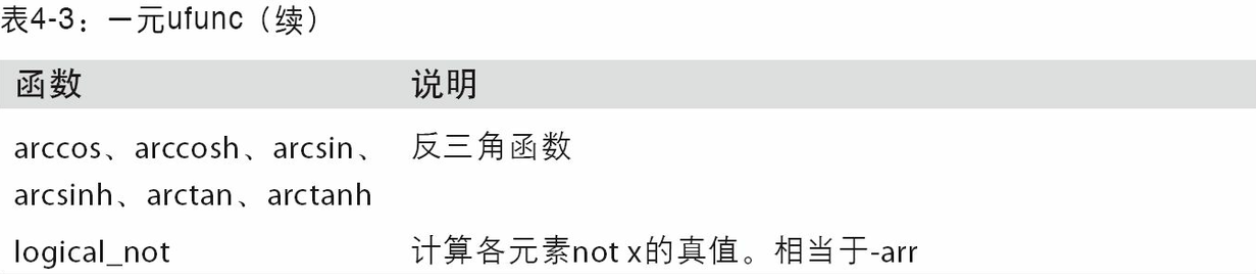 表4-3：一元ufunc（续）
函数 说明
arccos、arccosh、arcsin、 反三角函数
arcsinh、arctan、arctanh
logical_not 计算各元素not x的真值。相当于-arr